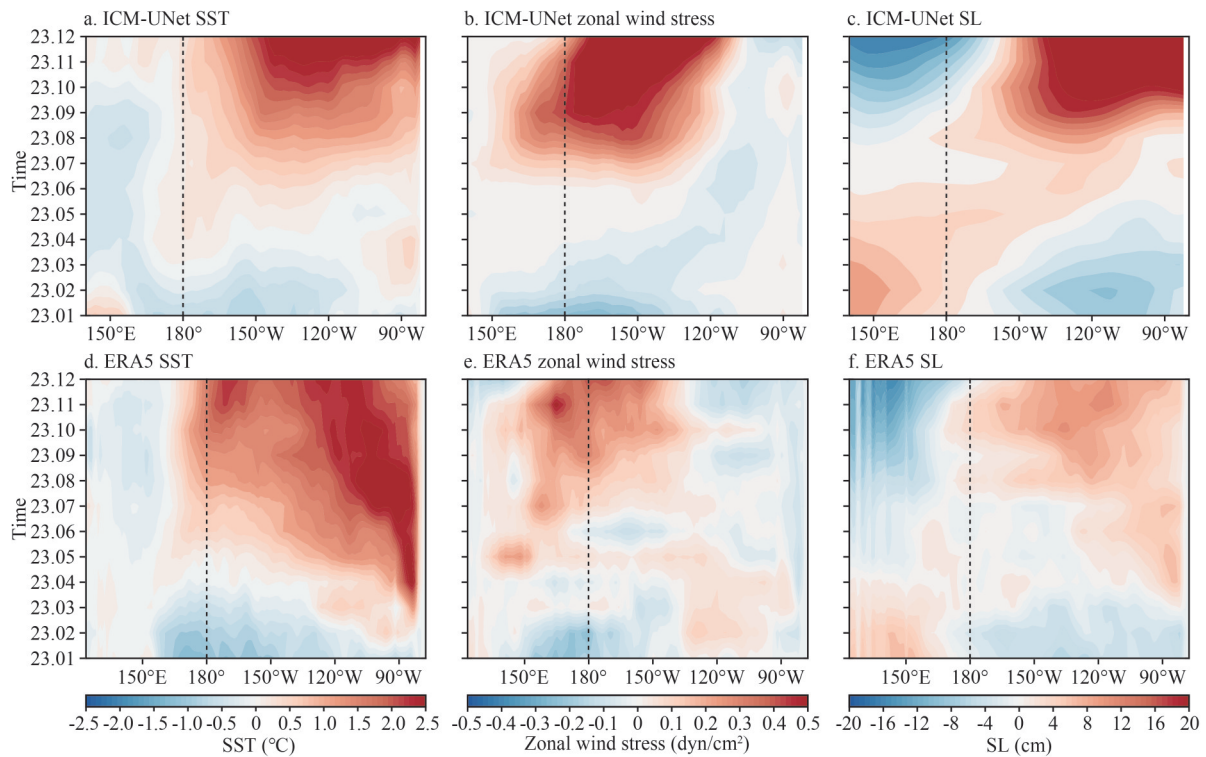 a. ICM-UNet SST
b. ICM-UNet zonal wind stress
c. ICM-UNet SL
23.12
23.11
23.10
23.09
23.08
23.07
23.06
23.05
23.04
23.03
23.02
23.01
Time
150°E 180° 150°W 120°W 90°W
150°E 180° 150°W 120°W 90°W
150°E 180° 150°W 120°W 90°W
d. ERA5 SST
e. ERA5 zonal wind stress
f. ERA5 SL
23.12
23.11
23.10
23.09
23.08
23.07
23.06
23.05
23.04
23.03
23.02
23.01
Time
150°E 180° 150°W 120°W 90°W
150°E 180° 150°W 120°W 90°W
150°E 180° 150°W 120°W 90°W
-2.5 -2.0 -1.5 -1.0 -0.5 0 0.5 1.0 1.5 2.0 2.5
SST (℃)
-0.5 -0.4 -0.3 -0.2 -0.1 0 0.1 0.2 0.3 0.4 0.5
Zonal wind stress (dyn/cm²)
-20 -16 -12 -8 -4 0 4 8 12 16 20
SL (cm)